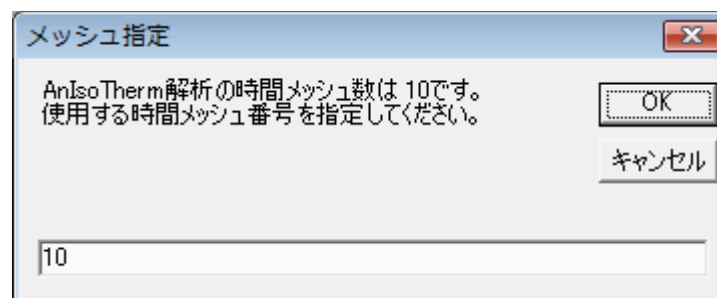 メッシュ指定
AnIsoTherm解析の時間メッシュ数は 10です。
使用する時間メッシュ番号を指定してください。
OK
キャンセル
10